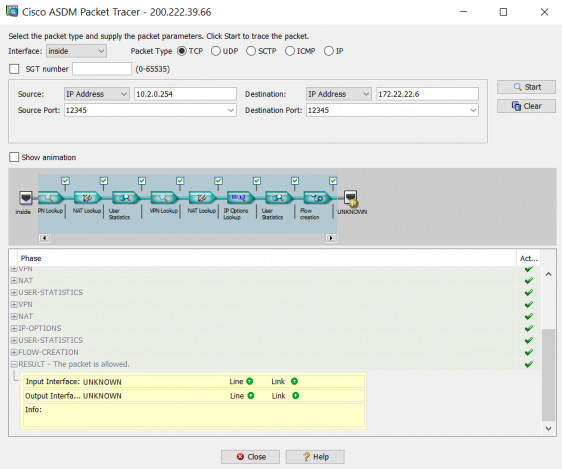 Cisco ASDM Packet Tracer - 200.222.39.66
Select the packet type and supply the packet parameters. Click Start to trace the packet.
Interface: inside Packet Type TCP UDP SCTP ICMP IP
SGT number (0-65535)
Source: IP Address 10.2.0.254 Destination: IP Address 172.22.22.6 Start
Source Port: 12345 Destination Port: 12345 Clear
Show animation
inside PN Lookup NAT Lookup User Statistics VPN Lookup NAT Lookup IP Options Lookup User Statistics Flow creation UNKNOWN
Phase Act...
VPN
NAT
USER-STATISTICS
VPN
NAT
IP-OPTIONS
USER-STATISTICS
FLOW-CREATION
RESULT - The packet is allowed.
Input Interface: UNKNOWN Line Link
Output Interfa... UNKNOWN Line Link
Info:
Close Help